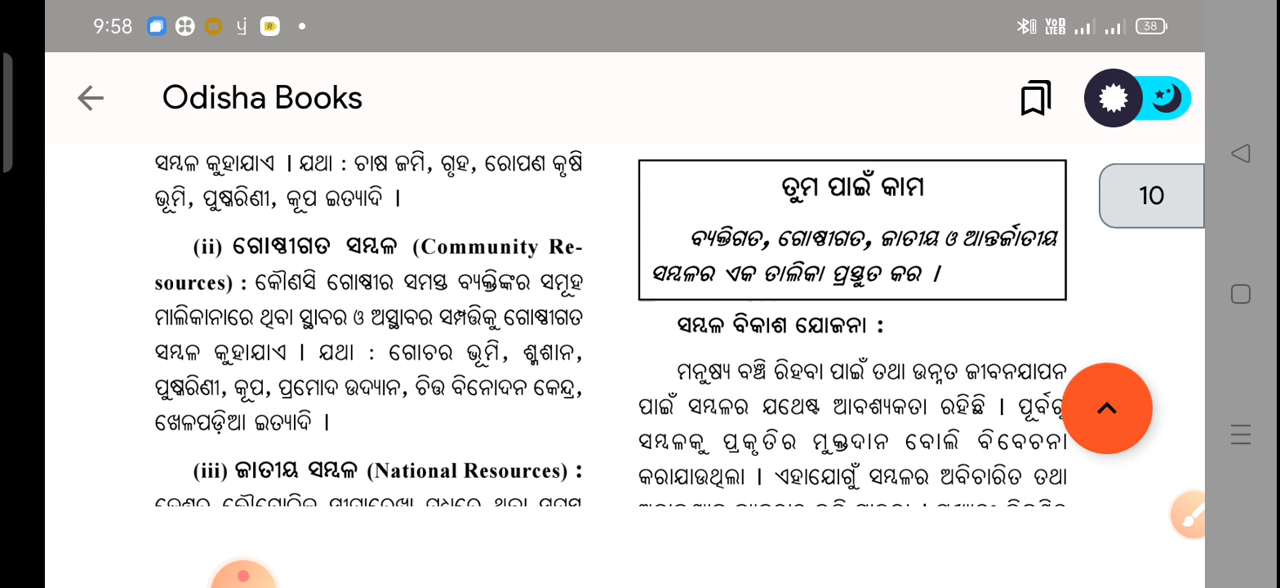 9:58
VoD LTE2
38
Odisha Books
10
ସମ୍ବଳ କୁହାଯାଏ । ଯଥା : ଚାଷ ଜମି, ଗୃହ, ରୋପଣ କୃଷି
ଭୂମି, ପୁଷ୍କରିଣୀ, କୂପ ଇତ୍ୟାଦି ।
(ii) ଗୋଷ୍ଠୀଗତ ସମ୍ବଳ (Community Re-
sources) : କୌଣସି ଗୋଷ୍ଠୀର ସମସ୍ତ ବ୍ୟକ୍ତିଙ୍କର ସମୂହ
ମାଲିକାନାରେ ଥିବା ସ୍ଥାବର ଓ ଅସ୍ଥାବର ସମ୍ପତ୍ତିକୁ ଗୋଷ୍ଠୀଗତ
ସମ୍ବଳ କୁହାଯାଏ । ଯଥା : ଗୋଚର ଭୂମି, ଶ୍ମଶାନ,
ପୁଷ୍କରିଣୀ, କୂପ, ପ୍ରମୋଦ ଉଦ୍ୟାନ, ଚିତ୍ତ ବିନୋଦନ କେନ୍ଦ୍ର,
ଖେଳପଡ଼ିଆ ଇତ୍ୟାଦି ।
(iii) ଜାତୀୟ ସମ୍ବଳ (National Resources) :
ତୁମ ପାଇଁ କାମ
ବ୍ୟକ୍ତିଗତ, ଗୋଷ୍ଠୀଗତ, ଜାତୀୟ ଓ ଆନ୍ତର୍ଜାତୀୟ
ସମ୍ବଳର ଏକ ତାଲିକା ପ୍ରସ୍ତୁତ କର ।
ସମ୍ବଳ ବିକାଶ ଯୋଜନା :
ମନୁଷ୍ୟ ବଞ୍ଚି ରହିବା ପାଇଁ ତଥା ଉନ୍ନତ ଜୀବନଯାପନ
ପାଇଁ ସମ୍ବଳର ଯଥେଷ୍ଟ ଆବଶ୍ୟକତା ରହିଛି । ପୂର୍ବରୁ
ସମ୍ବଳକୁ ପ୍ରକୃତିର ମୁକ୍ତଦାନ ବୋଲି ବିବେଚନା
କରାଯାଉଥିଲା । ଏହାଯୋଗୁଁ ସମ୍ବଳର ଅବିଚାରିତ ତଥା